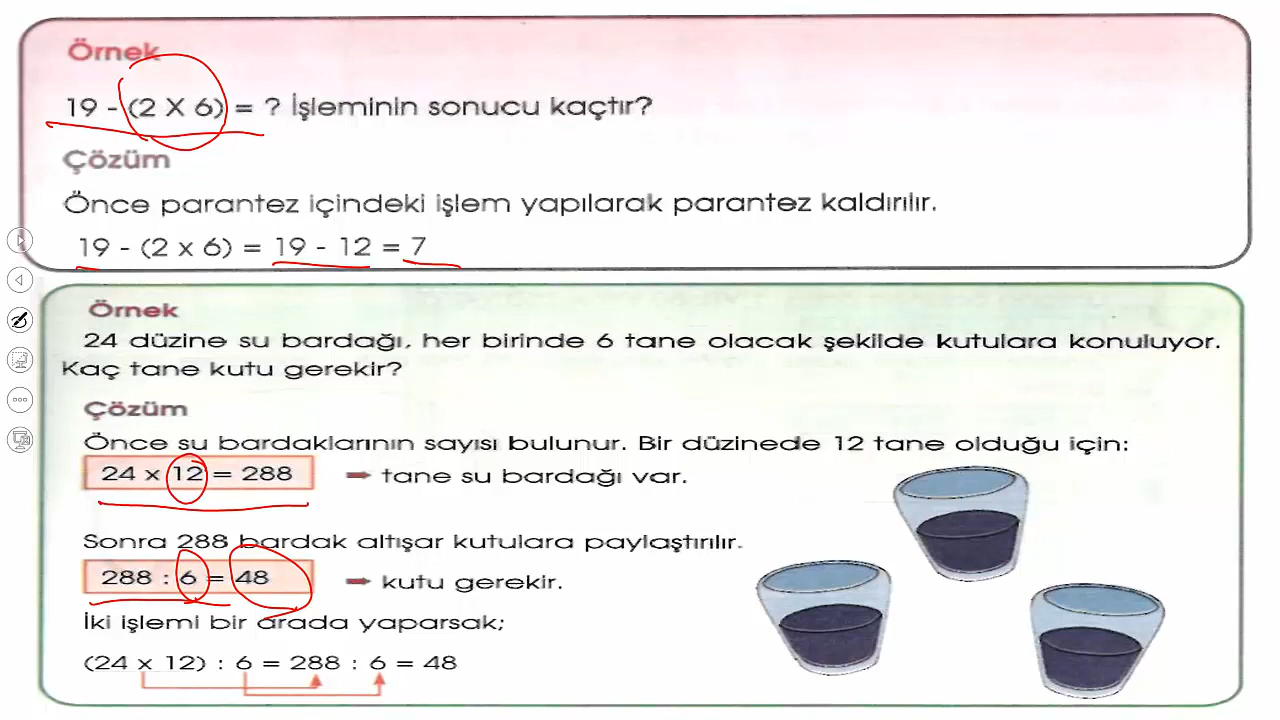 Örnek
19 - (2 X 6) = ? İşleminin sonucu kaçtır?
Çözüm
Önce parantez içindeki işlem yapılarak parantez kaldırılır.
19 - (2 x 6) = 19 - 12 = 7
Örnek
24 düzine su bardağı, her birinde 6 tane olacak şekilde kutulara konuluyor.
Kaç tane kutu gerekir?
Çözüm
Önce su bardaklarının sayısı bulunur. Bir düzinede 12 tane olduğu için:
24 x 12 = 288 ➡ tane su bardağı var.
Sonra 288 bardak altışar kutulara paylaştırılır.
288 : 6 = 48 ➡ kutu gerekir.
İki işlemi bir arada yaparsak;
(24 x 12) : 6 = 288 : 6 = 48